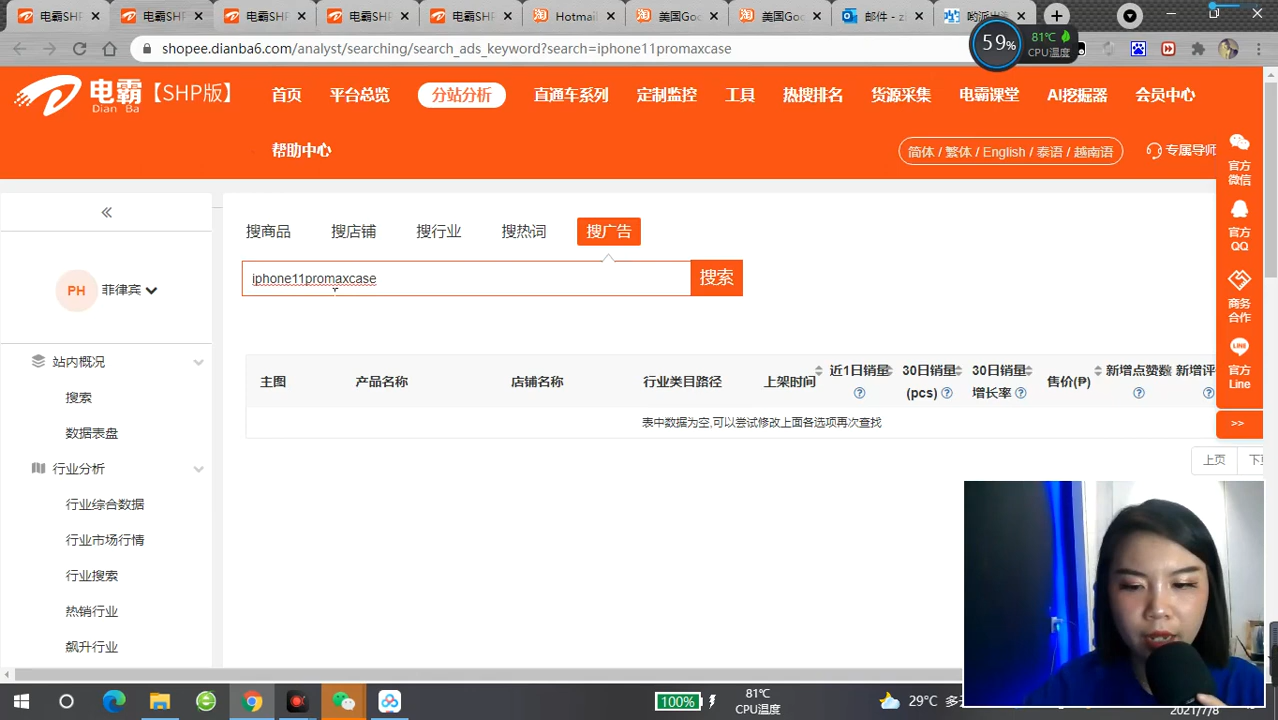 电霸SHP
电霸SHP
电霸SHP
电霸SHP
电霸SHP
Hotmail
美国Goo
美国Goo
邮件 - zl
shopee.dianba6.com/analyst/searching/search_ads_keyword?search=iphone11promaxcase
59%
81℃
CPU温度
电霸【SHP版】
Dian Ba
首页 平台总览 分站分析 直通车系列 定制监控 工具 热搜排名 货源采集 电霸课堂 AI挖掘器 会员中心
帮助中心
简体 / 繁体 / English / 泰语 / 越南语
专属导师
官方
微信
官方
QQ
商务
合作
LINE
官方
Line
>>
PH 菲律宾
站内概况
搜索
数据表盘
行业分析
行业综合数据
行业市场行情
行业搜索
热销行业
飙升行业
搜商品 搜店铺 搜行业 搜热词 搜广告
iphone11promaxcase
搜索
主图 产品名称 店铺名称 行业类目路径 上架时间 近1日销量 30日销量(pcs) 30日销量增长率 售价(₱) 新增点赞数 新增评
表中数据为空,可以尝试修改上面各选项再次查找
上页
100%
81℃
CPU温度
29℃
2021/7/8